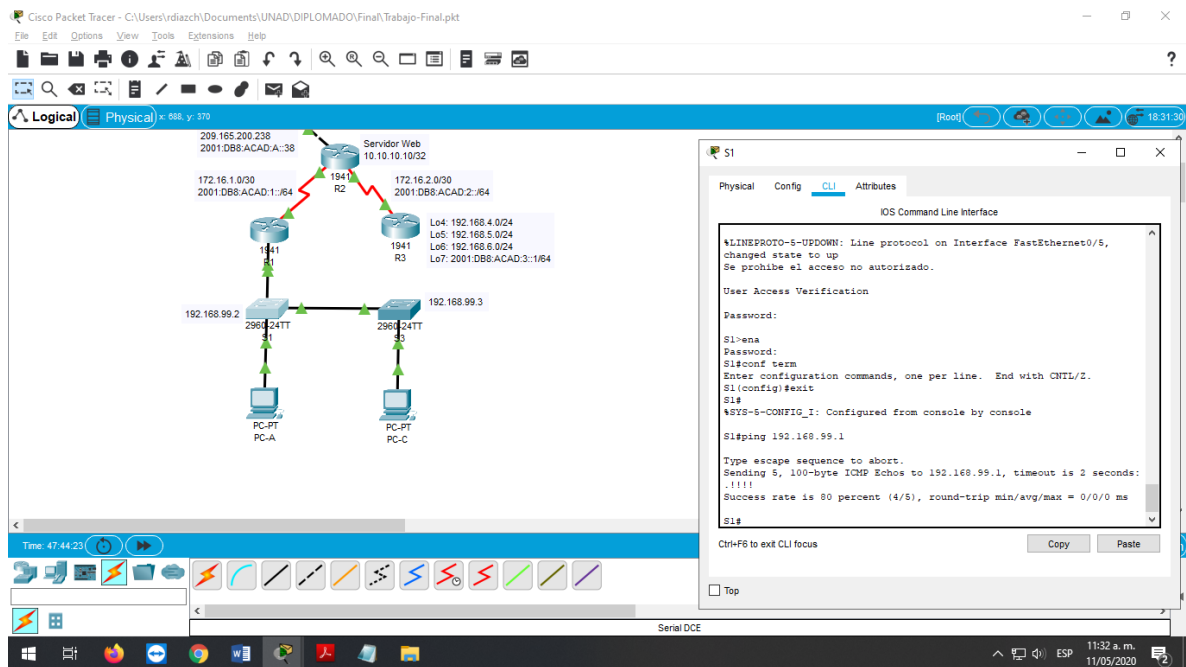 Cisco Packet Tracer - C:\Users\rdiazch\Documents\UNAD\DIPLOMADO\Final\Trabajo-Final.pkt
File Edit Options View Tools Extensions Help
?
Logical Physical x: 688, y: 370 [Root] 18:31:30
209.165.200.238
2001:DB8:ACAD:A::38
Servidor Web
10.10.10.10/32
1941
R2
172.16.1.0/30
2001:DB8:ACAD:1::/64
172.16.2.0/30
2001:DB8:ACAD:2::/64
1941
R1
1941
R3
Lo4: 192.168.4.0/24
Lo5: 192.168.5.0/24
Lo6: 192.168.6.0/24
Lo7: 2001:DB8:ACAD:3::1/64
192.168.99.2
2960-24TT
S1
192.168.99.3
2960-24TT
S3
PC-PT
PC-A
PC-PT
PC-C
S1
Physical Config CLI Attributes
IOS Command Line Interface
%LINEPROTO-5-UPDOWN: Line protocol on Interface FastEthernet0/5,
changed state to up
Se prohibe el acceso no autorizado.
User Access Verification
Password:
S1>ena
Password:
S1#conf term
Enter configuration commands, one per line. End with CNTL/Z.
S1(config)#exit
S1#
%SYS-5-CONFIG_I: Configured from console by console
S1#ping 192.168.99.1
Type escape sequence to abort.
Sending 5, 100-byte ICMP Echos to 192.168.99.1, timeout is 2 seconds:
.!!!!
Success rate is 80 percent (4/5), round-trip min/avg/max = 0/0/0 ms
S1#
Ctrl+F6 to exit CLI focus
Copy Paste
Top
Time: 47:44:23
Serial DCE
ESP
11:32 a. m.
11/05/2020
2